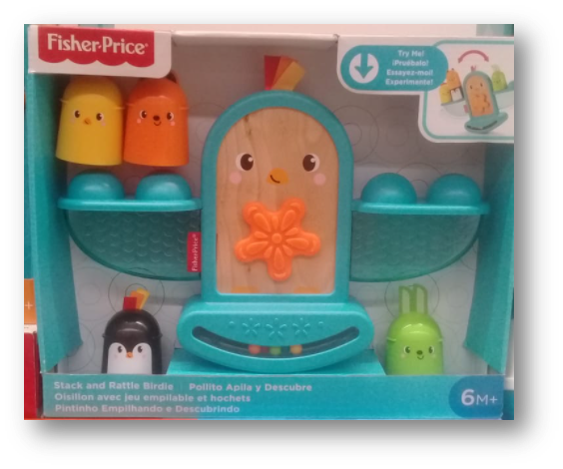 Fisher-Price®
Try Me!
¡Pruébalo!
Essayez-moi!
Experimente!
Fisher-Price
Stack and Rattle Birdie Pollito Apila y Descubre
Oisillon avec jeu empilable et hochets
Pintinho Empilhando e Descubrindo
6M+